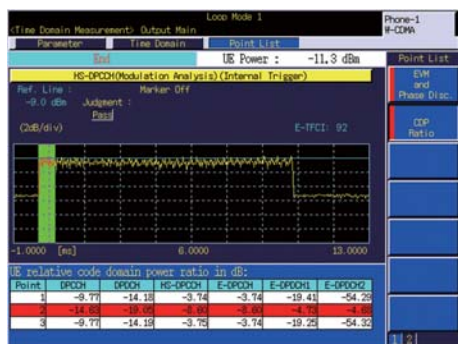 Loop Mode 1
<Time Domain Measurement> Output Main
Phone-1
W-CDMA
Parameter Time Domain Point List
End UE Power : -11.3 dBm
Point List
HS-DPCCH(Modulation Analysis)(Internal Trigger)
EVM
and
Phase Disc.
Ref. Line : Marker Off
-9.0 dBm Judgment :
Pass
CDP
Ratio
(2dB/div) E-TFCI: 92
-1.0000 [ms] 6.0000 13.0000
UE relative code domain power ratio in dB:
Point DPCCH DPDCH HS-DPCCH E-DPCCH E-DPDCH1 E-DPDCH2
1 -9.77 -14.18 -3.74 -3.74 -19.41 -54.29
2 -14.63 -19.05 -8.60 -8.60 -4.73
3 -9.77 -14.19 -3.75 -3.74 -19.25 -54.32
1 2